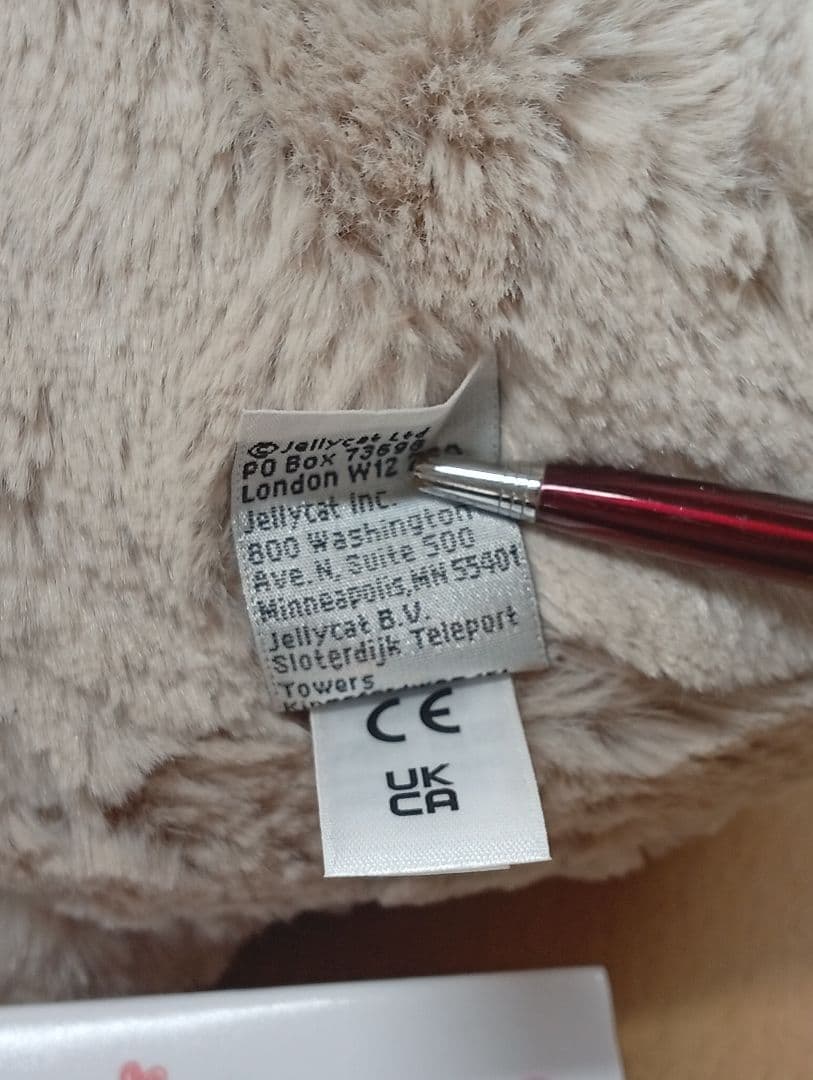 © Jellycat Ltd
PO Box
London W12
Jellycat Inc.
800 Washington
Ave. N. Suite 500
Minneapolis, MN 55401
Jellycat B.V.
Sloterdijk Teleport
Towers
CE
UK
CA